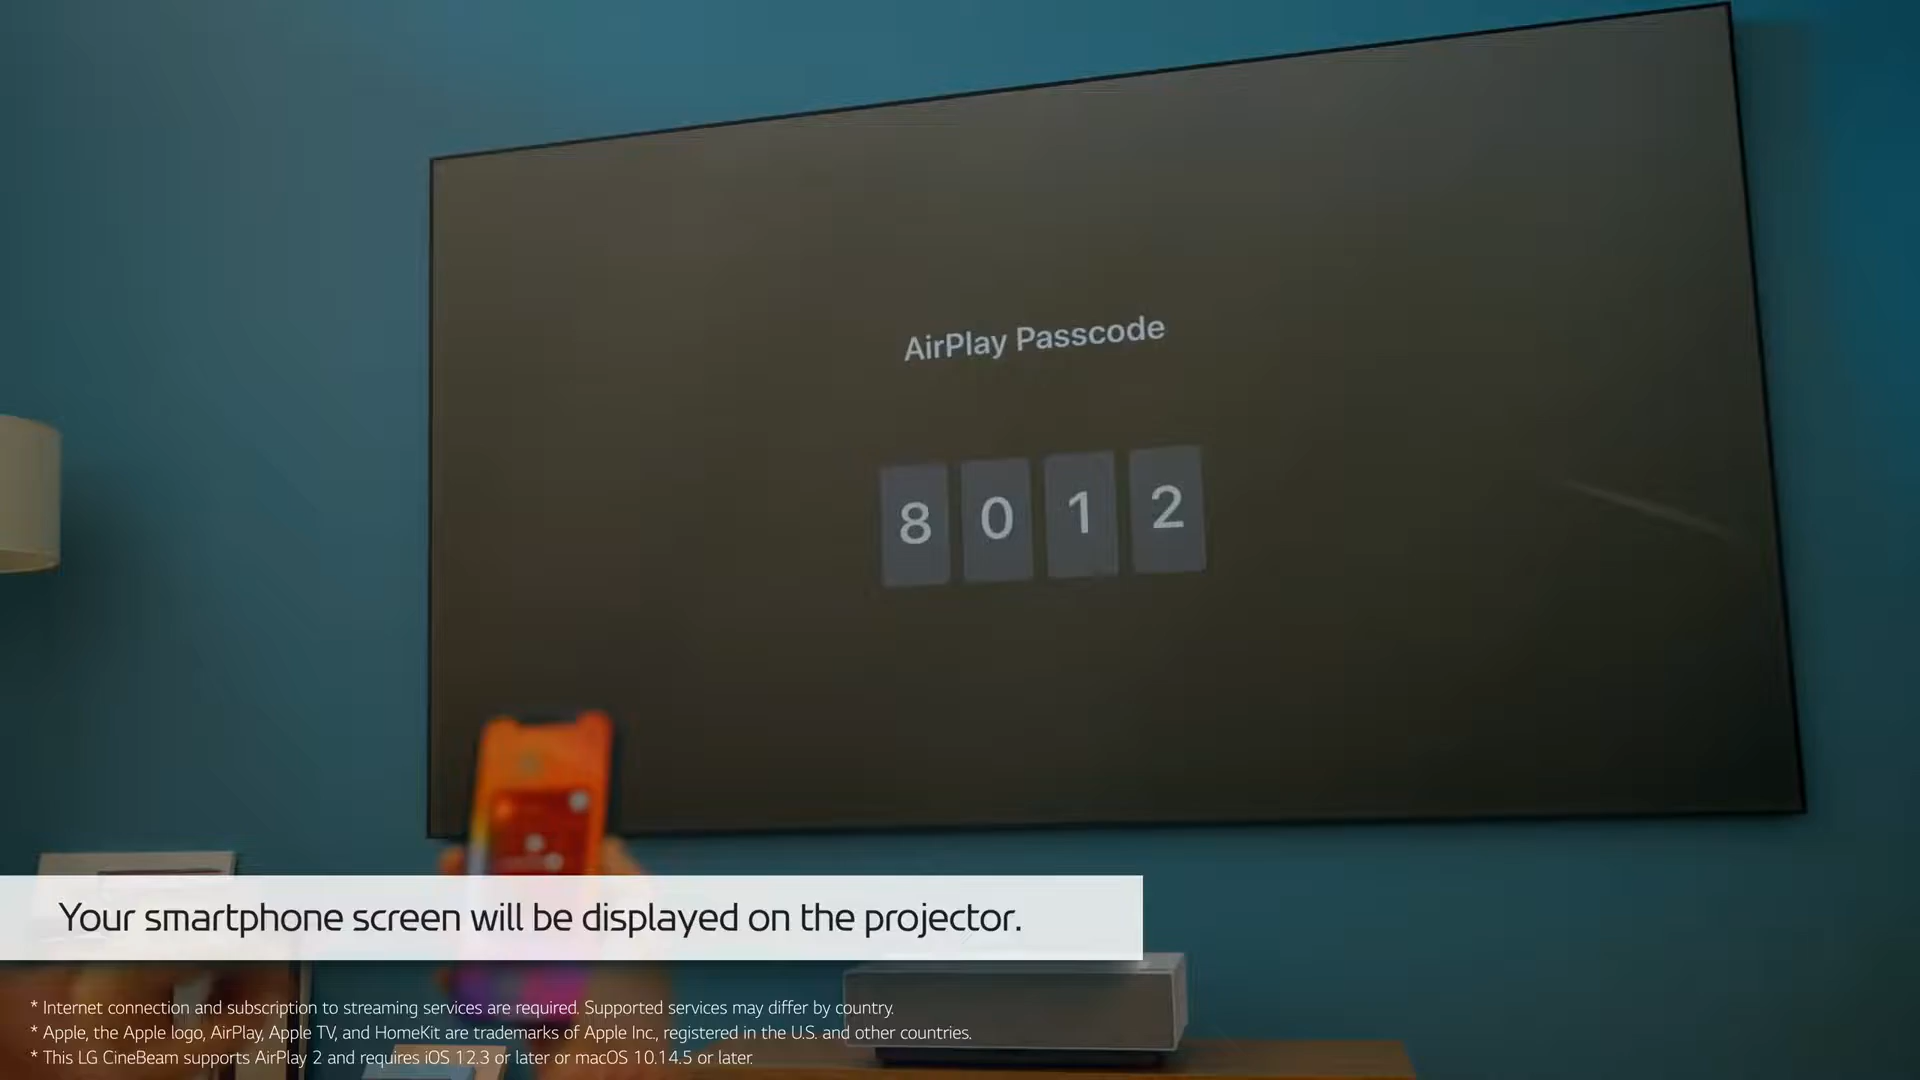 AirPlay Passcode
8 0 1 2
Your smartphone screen will be displayed on the projector.
* Internet connection and subscription to streaming services are required. Supported services may differ by country.
* Apple, the Apple logo, AirPlay, Apple TV, and HomeKit are trademarks of Apple Inc., registered in the U.S. and other countries.
* This LG CineBeam supports AirPlay 2 and requires iOS 12.3 or later or macOS 10.14.5 or later.